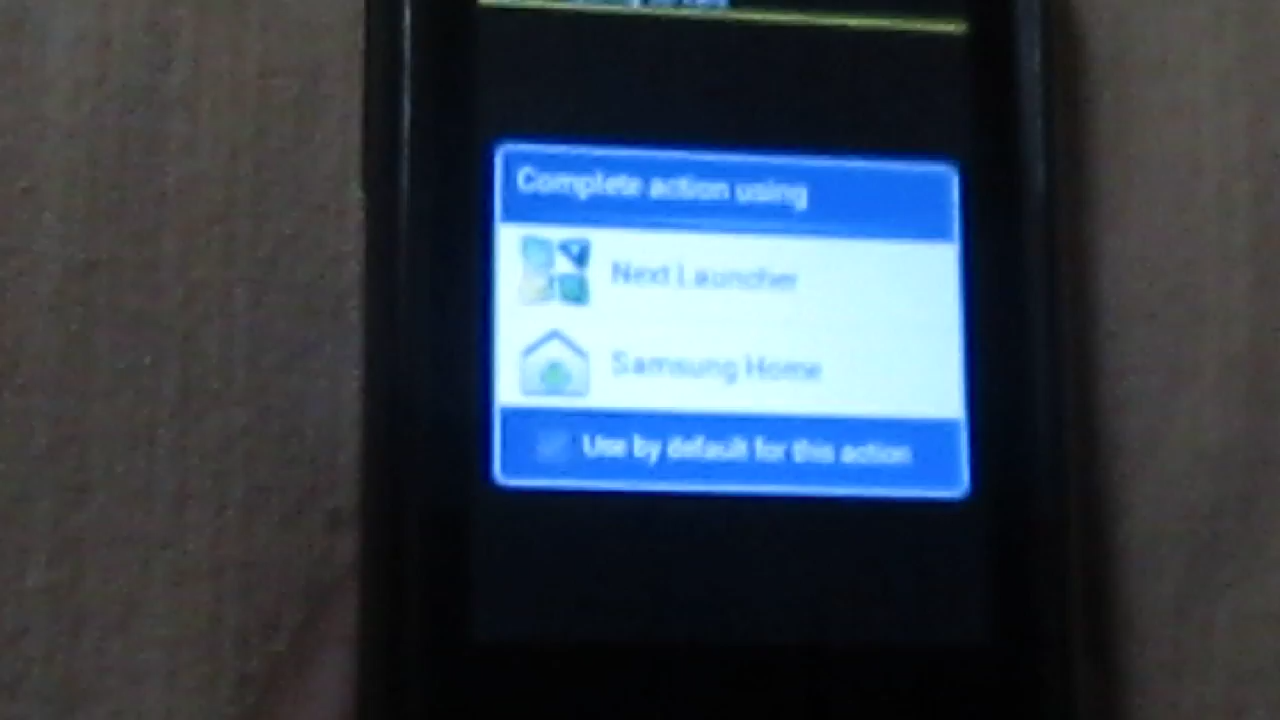 Complete action using
Next Launcher
Samsung Home
Use by default for this action